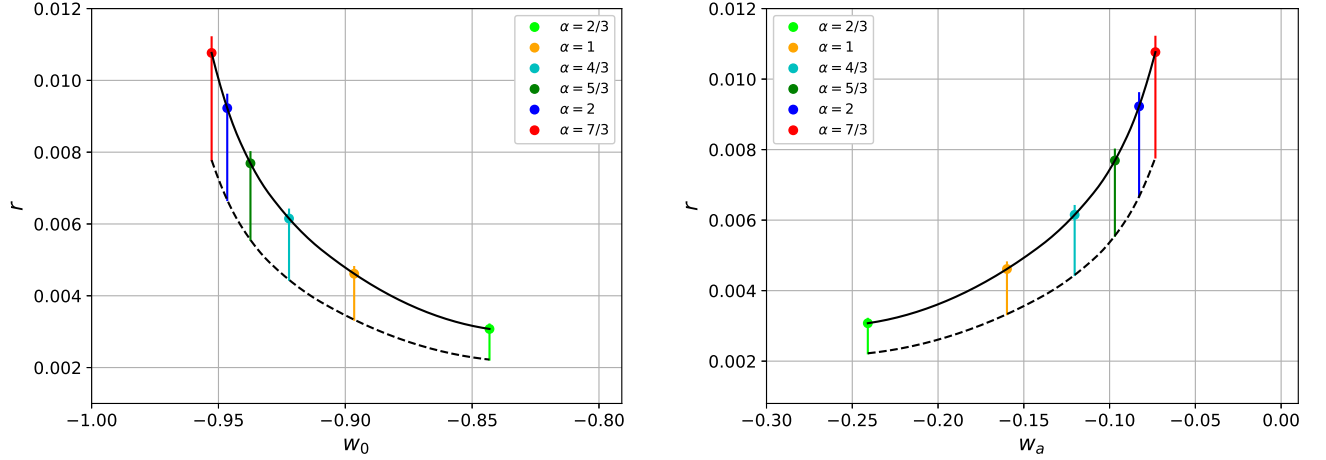 0.012
0.010
0.008
0.006
0.004
0.002
r
−1.00
−0.95
−0.90
−0.85
−0.80
w₀
α = 2/3
α = 1
α = 4/3
α = 5/3
α = 2
α = 7/3
0.012
0.010
0.008
0.006
0.004
0.002
r
−0.30
−0.25
−0.20
−0.15
−0.10
−0.05
0.00
wₐ
α = 2/3
α = 1
α = 4/3
α = 5/3
α = 2
α = 7/3